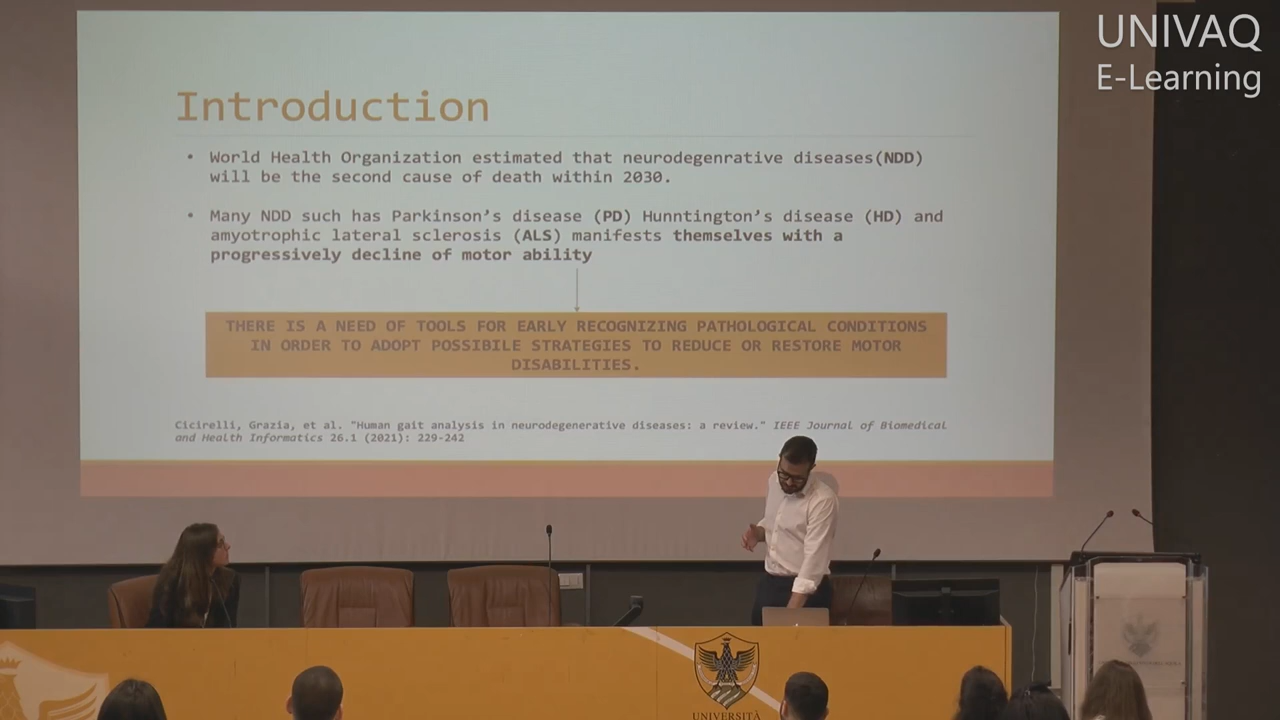 UNIVAQ
E-Learning
Introduction
• World Health Organization estimated that neurodegenrative diseases(NDD)
will be the second cause of death within 2030.
• Many NDD such has Parkinson's disease (PD) Hunntington's disease (HD) and
amyotrophic lateral sclerosis (ALS) manifests themselves with a
progressively decline of motor ability
THERE IS A NEED OF TOOLS FOR EARLY RECOGNIZING PATHOLOGICAL CONDITIONS
IN ORDER TO ADOPT POSSIBILE STRATEGIES TO REDUCE OR RESTORE MOTOR
DISABILITIES.
Cicirelli, Grazia, et al. "Human gait analysis in neurodegenerative diseases: a review." IEEE Journal of Biomedical
and Health Informatics 26.1 (2021): 229-242
UNIVERSITÀ